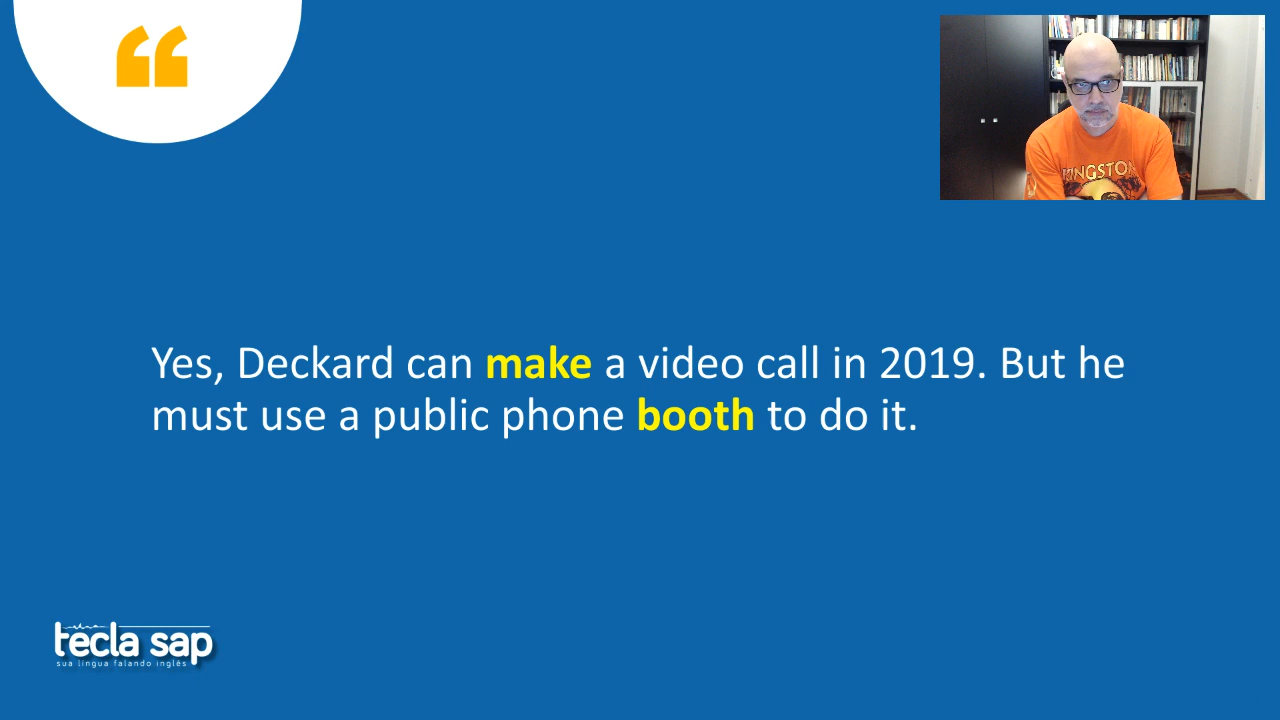 “
KINGSTON
Yes, Deckard can make a video call in 2019. But he
must use a public phone booth to do it.
tecla sap
sua língua falando inglês